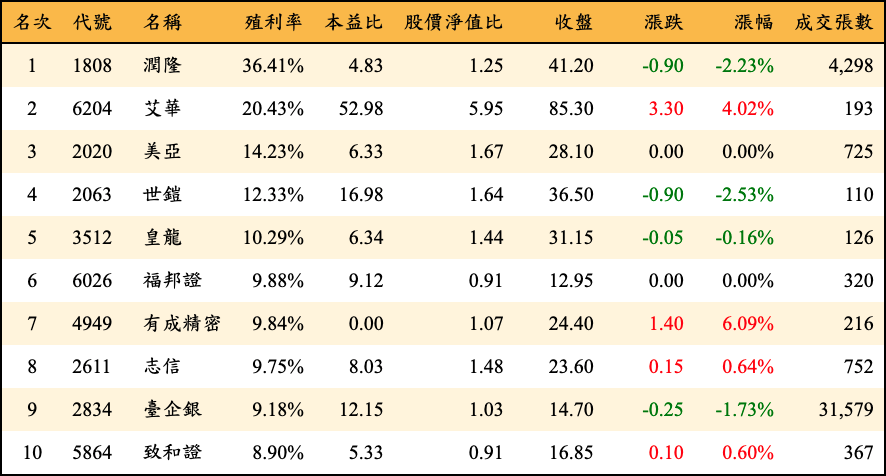 名次 代號 名稱 殖利率 本益比 股價淨值比 收盤 漲跌 漲幅 成交張數
1 1808 潤隆 36.41% 4.83 1.25 41.20 -0.90 -2.23% 4,298
2 6204 艾華 20.43% 52.98 5.95 85.30 3.30 4.02% 193
3 2020 美亞 14.23% 6.33 1.67 28.10 0.00 0.00% 725
4 2063 世鎧 12.33% 16.98 1.64 36.50 -0.90 -2.53% 110
5 3512 皇龍 10.29% 6.34 1.44 31.15 -0.05 -0.16% 126
6 6026 福邦證 9.88% 9.12 0.91 12.95 0.00 0.00% 320
7 4949 有成精密 9.84% 0.00 1.07 24.40 1.40 6.09% 216
8 2611 志信 9.75% 8.03 1.48 23.60 0.15 0.64% 752
9 2834 臺企銀 9.18% 12.15 1.03 14.70 -0.25 -1.73% 31,579
10 5864 致和證 8.90% 5.33 0.91 16.85 0.10 0.60% 367